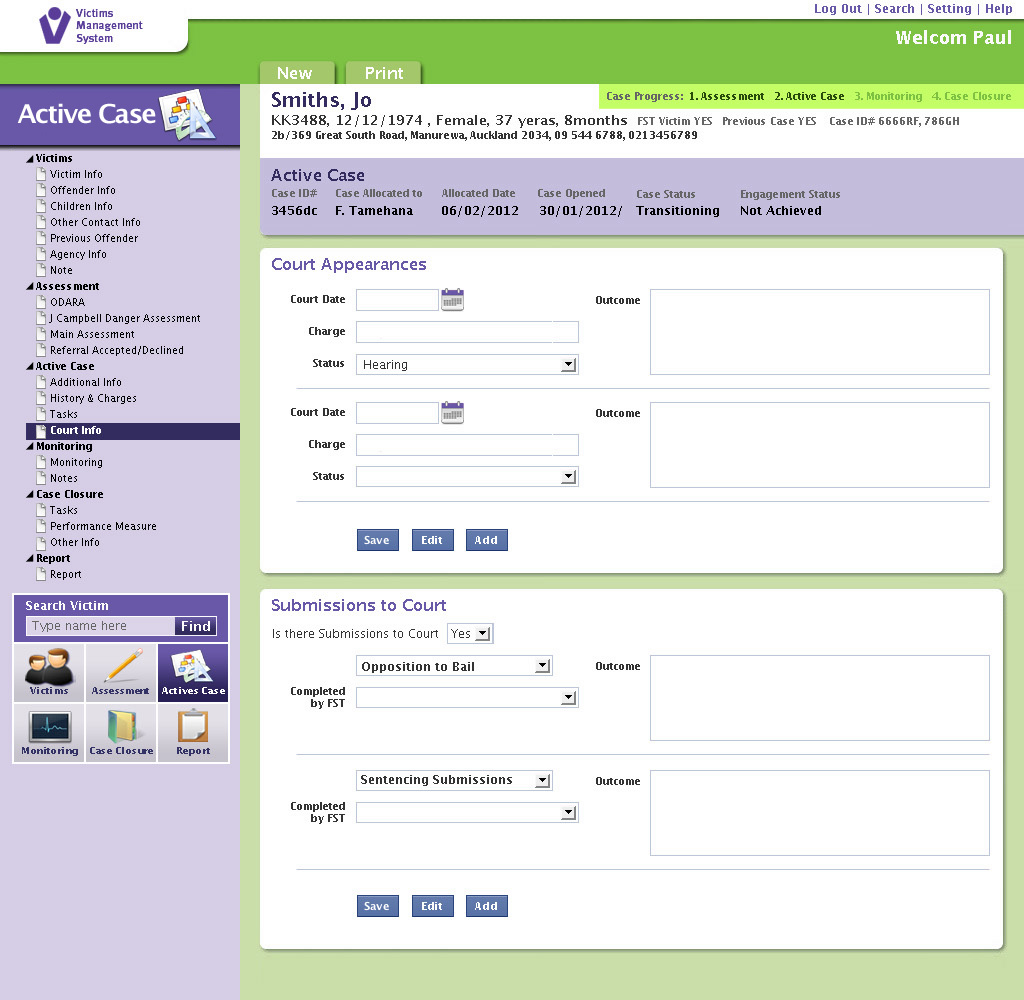 Victims
Management
System
Log Out | Search | Setting | Help
Welcom Paul
New
Print
Active Case
Smiths, Jo
Case Progress: 1. Assessment 2. Active Case 3. Monitoring 4. Case Closure
KK3488, 12/12/1974 , Female, 37 yeras, 8months FST Victim YES Previous Case YES Case ID# 6666RF, 786GH
2b/369 Great South Road, Manurewa, Auckland 2034, 09 544 6788, 0213456789
Active Case
Case ID# Case Allocated to Allocated Date Case Opened Case Status Engagement Status
3456dc F. Tamehana 06/02/2012 30/01/2012/ Transitioning Not Achieved
Victims
Victim Info
Offender Info
Children Info
Other Contact Info
Previous Offender
Agency Info
Note
Assessment
ODARA
J Campbell Danger Assessment
Main Assessment
Referral Accepted/Declined
Active Case
Additional Info
History & Charges
Tasks
Court Info
Monitoring
Monitoring
Notes
Case Closure
Tasks
Performance Measure
Other Info
Report
Report
Search Victim
Type name here Find
Victims Assessment Actives Case
Monitoring Case Closure Report
Court Appearances
Court Date Outcome
Charge
Status Hearing
Court Date Outcome
Charge
Status
Save Edit Add
Submissions to Court
Is there Submissions to Court Yes
Opposition to Bail Outcome
Completed
by FST
Sentencing Submissions Outcome
Completed
by FST
Save Edit Add